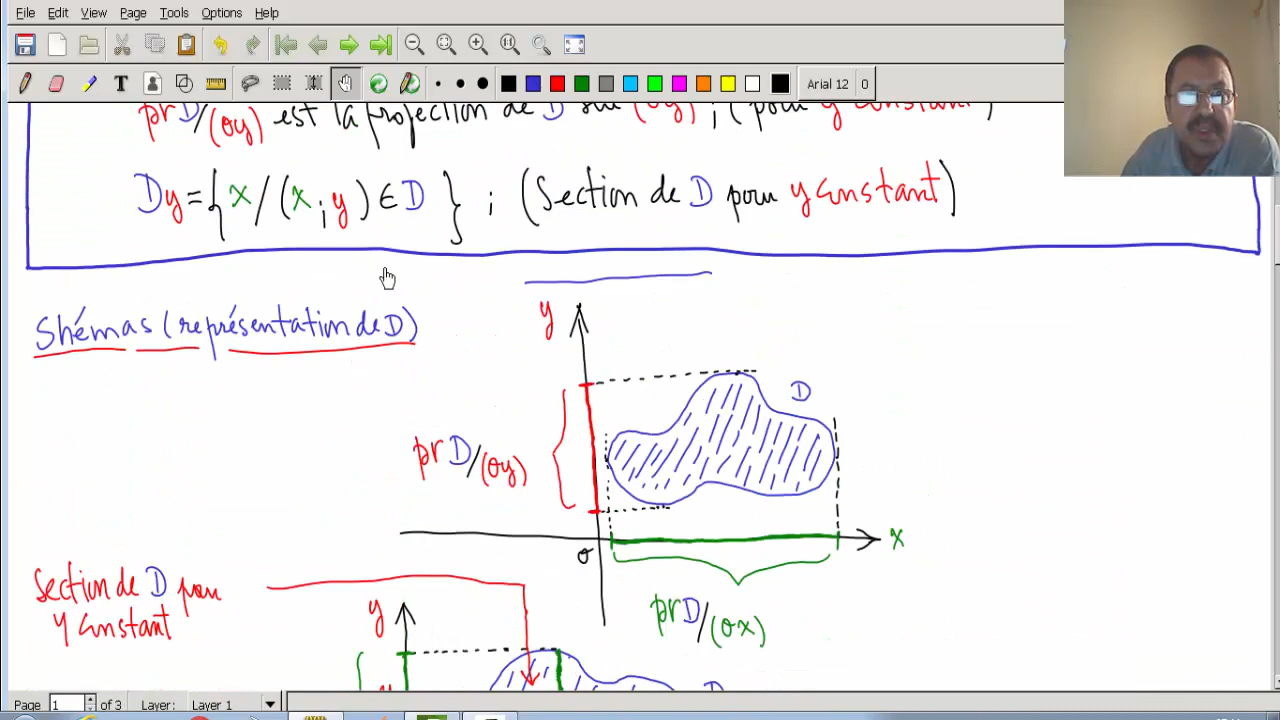 File Edit View Page Tools Options Help
Arial 12 0
prD/(oy) est la projection de D sur (oy) ; (pour y constant)
Dy={x/(x;y)∈D} ; (Section de D pour y constant)
Shémas (représentation de D)
y
D
prD/(oy)
o
x
prD/(ox)
Section de D pour
y constant
y
D
Page 1 of 3 Layer: Layer 1